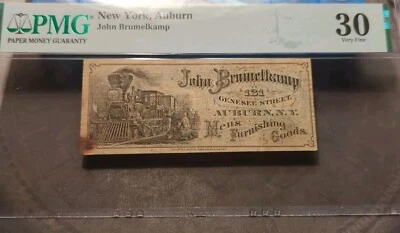 PMG
PAPER MONEY GUARANTY
New York, Auburn
John Brumelkamp
30
Very Fine
John Brumelkamp
121
GENESEE STREET,
AUBURN, N.Y.
Mens
Furnishing
Goods.